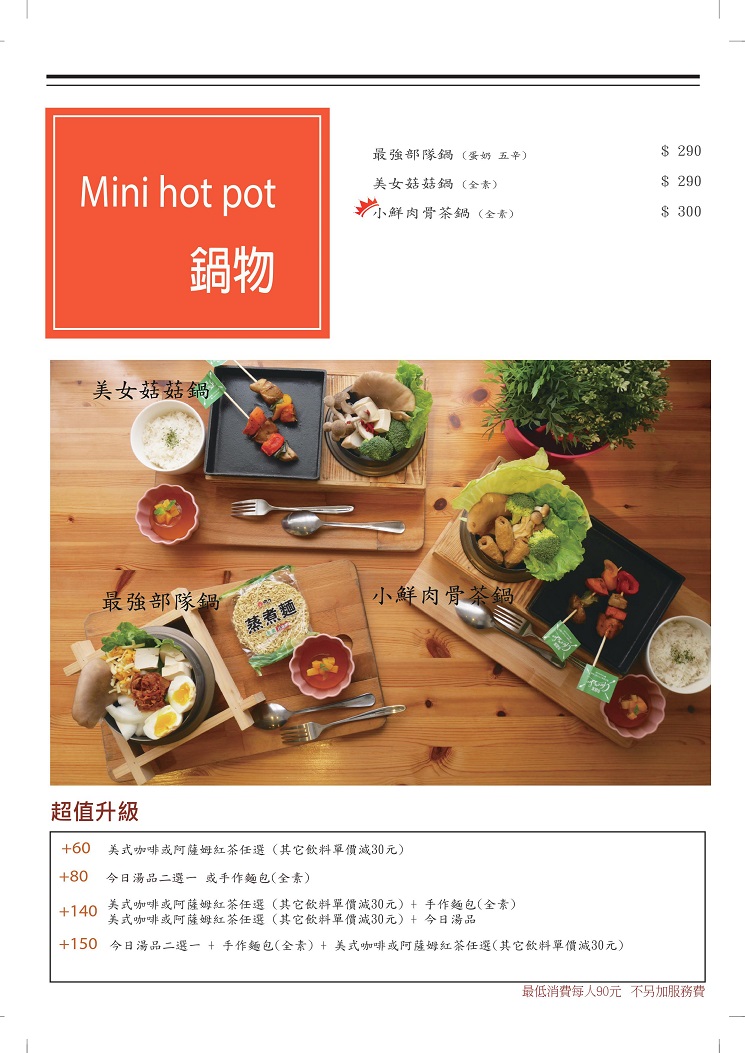 Mini hot pot
鍋物
最強部隊鍋（蛋奶 五辛） $ 290
美女菇菇鍋（全素） $ 290
小鮮肉骨茶鍋（全素） $ 300
美女菇菇鍋
最強部隊鍋
蒸煮麵
小鮮肉骨茶鍋
超值升級
+60 美式咖啡或阿薩姆紅茶任選（其它飲料單價減30元）
+80 今日湯品二選一 或手作麵包(全素)
+140 美式咖啡或阿薩姆紅茶任選（其它飲料單價減30元）+ 手作麵包(全素)
美式咖啡或阿薩姆紅茶任選（其它飲料單價減30元）+ 今日湯品
+150 今日湯品二選一 + 手作麵包(全素) + 美式咖啡或阿薩姆紅茶任選(其它飲料單價減30元)
最低消費每人90元 不另加服務費